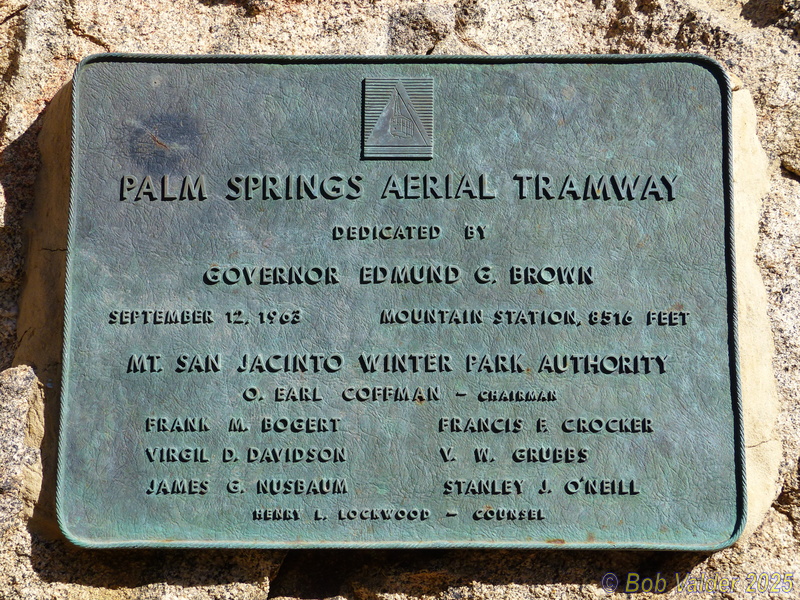 PALM SPRINGS AERIAL TRAMWAY
DEDICATED BY
GOVERNOR EDMUND G. BROWN
SEPTEMBER 12, 1963 MOUNTAIN STATION, 8516 FEET
MT. SAN JACINTO WINTER PARK AUTHORITY
O. EARL COFFMAN - CHAIRMAN
FRANK M. BOGERT FRANCIS F. CROCKER
VIRGIL D. DAVIDSON V. W. GRUBBS
JAMES G. NUSBAUM STANLEY J. O'NEILL
HENRY L. LOCKWOOD - COUNSEL
© Bob Valder 2025